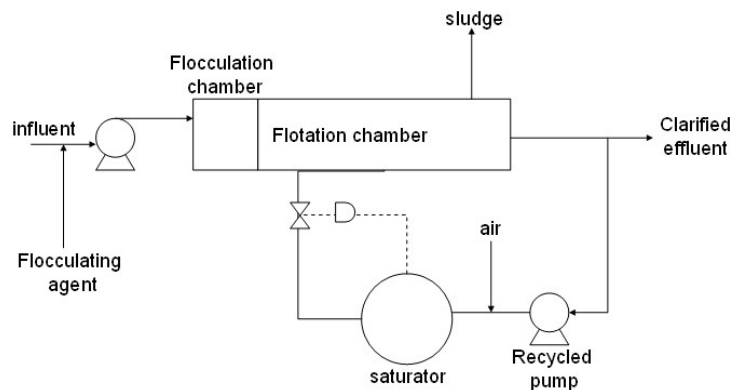 sludge
Flocculation
chamber
influent
Flotation chamber
Clarified
effluent
Flocculating
agent
air
saturator
Recycled
pump